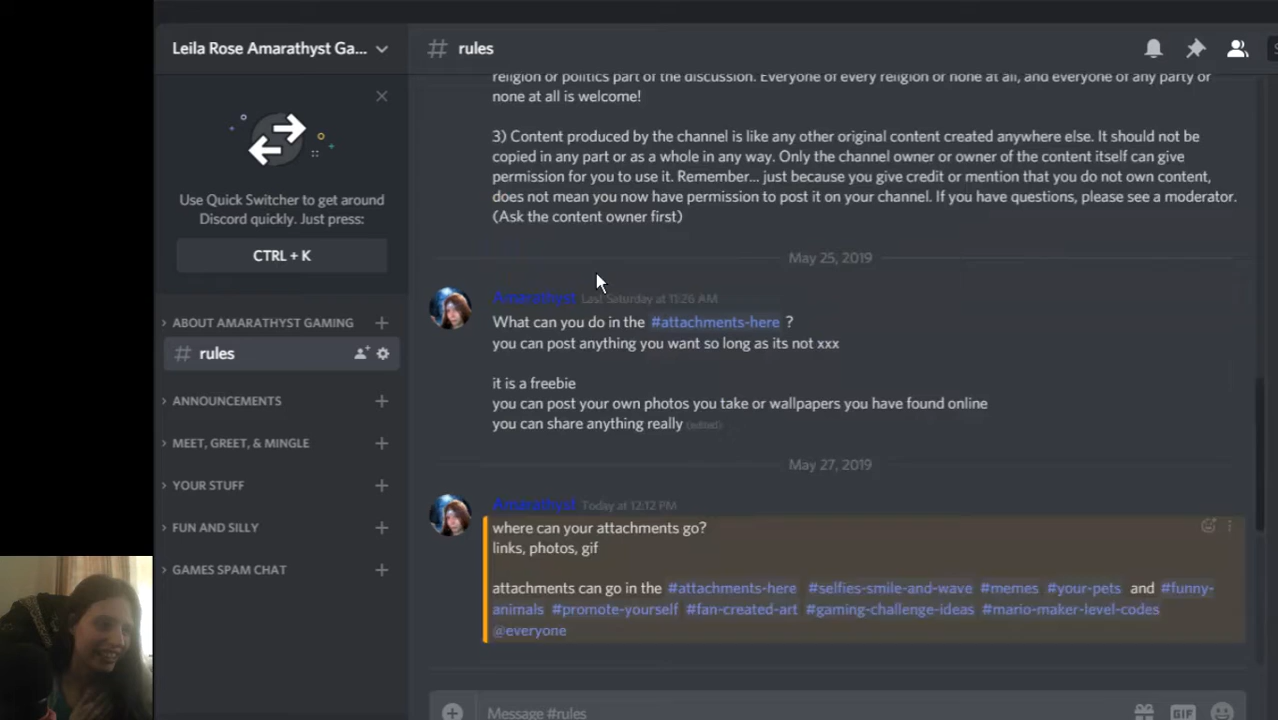 Leila Rose Amarathyst Ga...
rules
Use Quick Switcher to get around
Discord quickly. Just press:
CTRL + K
ABOUT AMARATHYST GAMING
rules
ANNOUNCEMENTS
MEET, GREET, & MINGLE
YOUR STUFF
FUN AND SILLY
GAMES SPAM CHAT
religion or politics part of the discussion. Everyone of every religion or none at all, and everyone of any party or
none at all is welcome!
3) Content produced by the channel is like any other original content created anywhere else. It should not be
copied in any part or as a whole in any way. Only the channel owner or owner of the content itself can give
permission for you to use it. Remember... just because you give credit or mention that you do not own content,
does not mean you now have permission to post it on your channel. If you have questions, please see a moderator.
(Ask the content owner first)
May 25, 2019
Amarathyst Last Saturday at 11:26 AM
What can you do in the #attachments-here ?
you can post anything you want so long as its not xxx
it is a freebie
you can post your own photos you take or wallpapers you have found online
you can share anything really (edited)
May 27, 2019
Amarathyst Today at 12:12 PM
where can your attachments go?
links, photos, gif
attachments can go in the #attachments-here #selfies-smile-and-wave #memes #your-pets and #funny-
animals #promote-yourself #fan-created-art #gaming-challenge-ideas #mario-maker-level-codes
@everyone
Message #rules
GIF